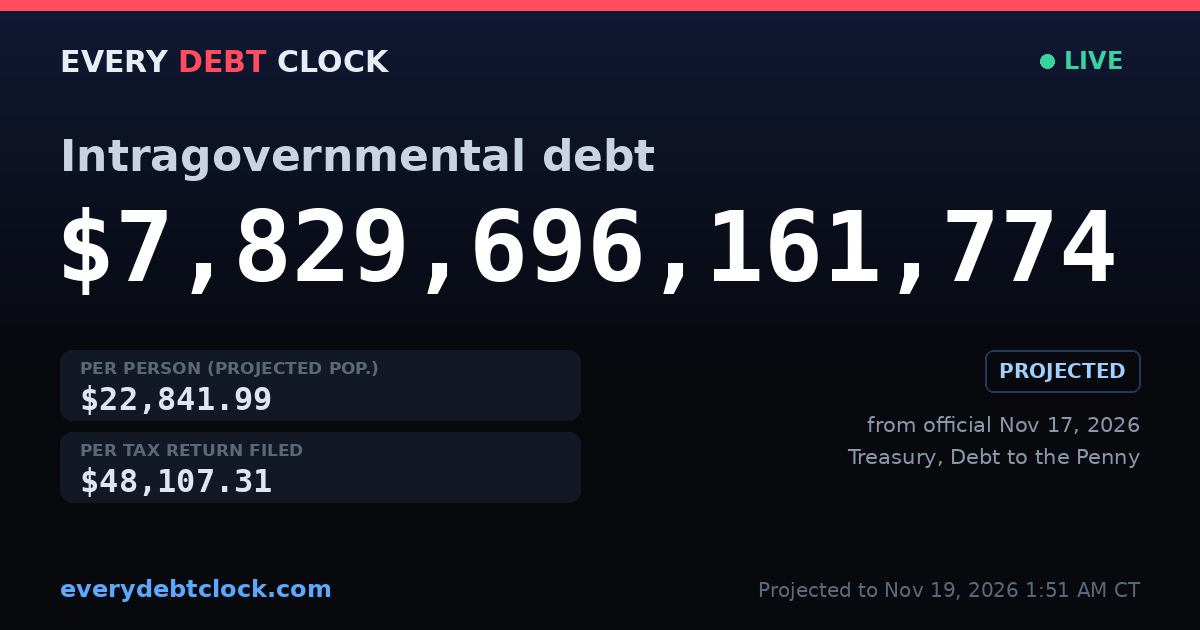 EVERY DEBT CLOCK
LIVE
Intragovernmental debt
$7,829,696,161,774
PER PERSON (PROJECTED POP.)
$22,841.99
PER TAX RETURN FILED
$48,107.31
PROJECTED
from official Nov 17, 2026
Treasury, Debt to the Penny
everydebtclock.com
Projected to Nov 19, 2026 1:51 AM CT